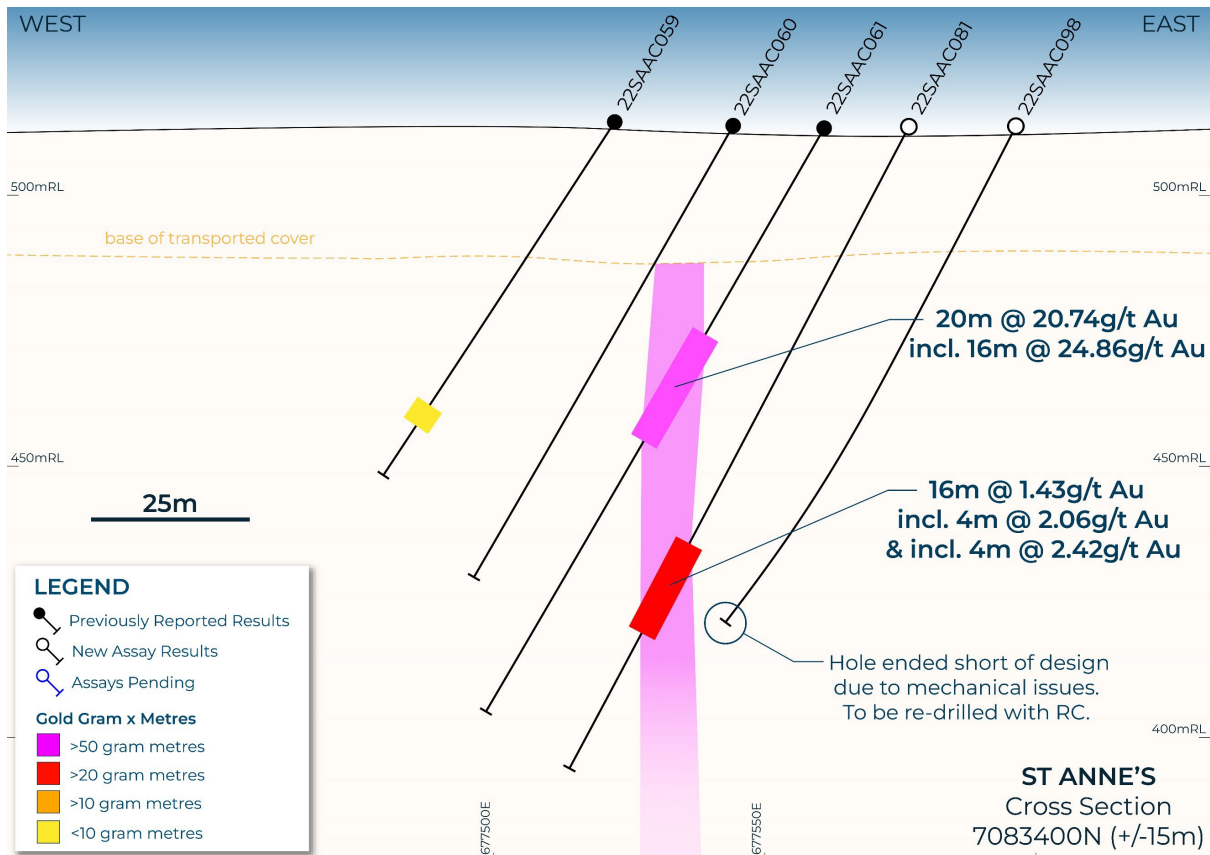 WEST
EAST
22SAAC059
22SAAC060
22SAAC061
22SAAC081
22SAAC098
500mRL
500mRL
base of transported cover
20m @ 20.74g/t Au
incl. 16m @ 24.86g/t Au
450mRL
450mRL
25m
16m @ 1.43g/t Au
incl. 4m @ 2.06g/t Au
& incl. 4m @ 2.42g/t Au
LEGEND
Previously Reported Results
New Assay Results
Assays Pending
Gold Gram x Metres
>50 gram metres
>20 gram metres
>10 gram metres
<10 gram metres
Hole ended short of design
due to mechanical issues.
To be re-drilled with RC.
400mRL
677500E
677550E
ST ANNE'S
Cross Section
7083400N (+/-15m)